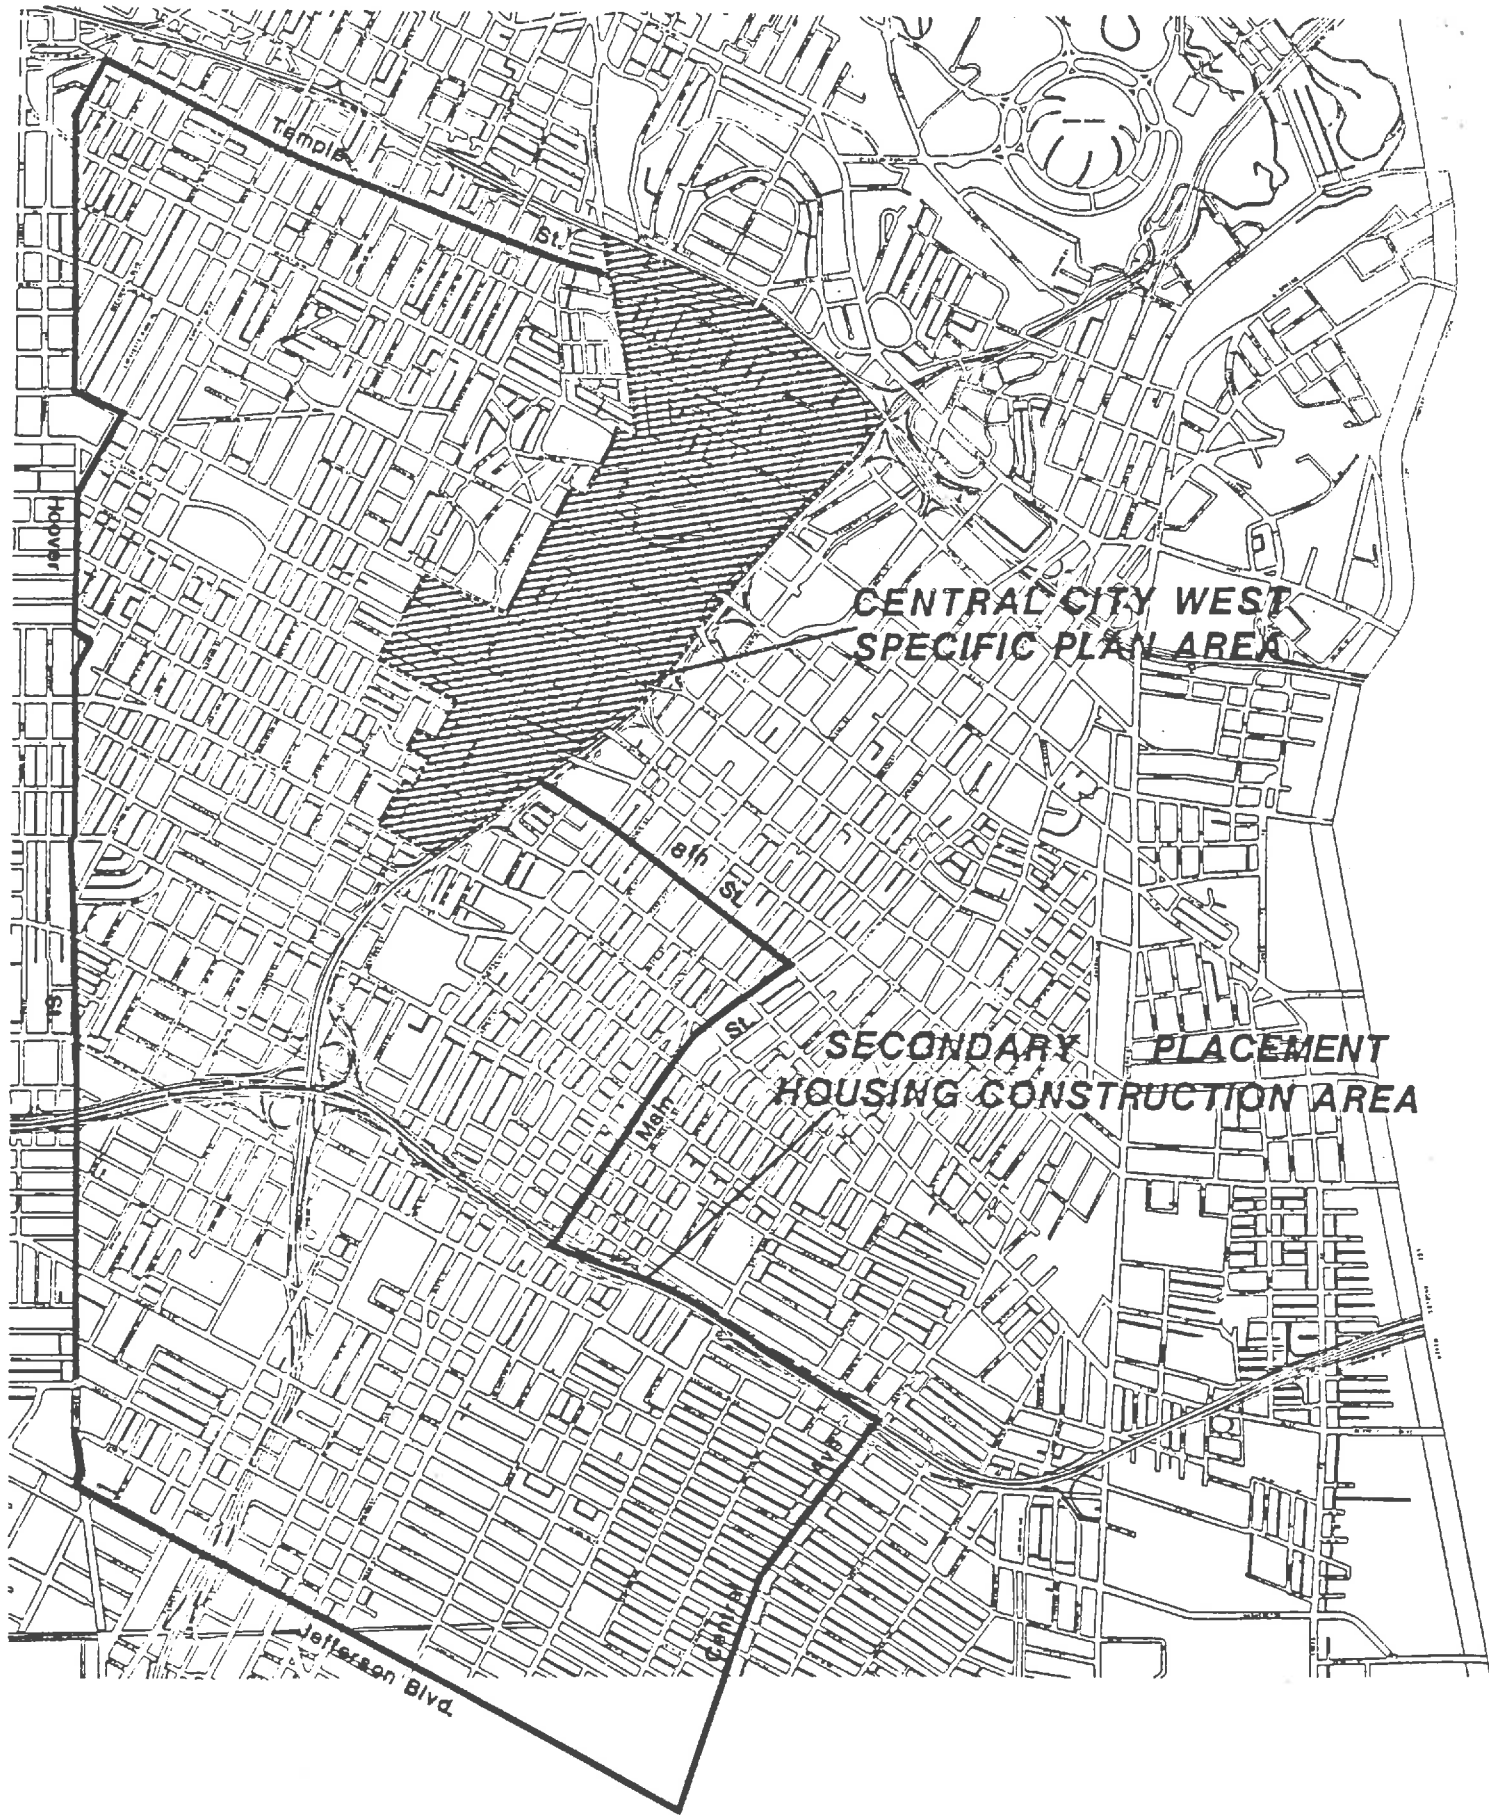 Temple
St.
Hoover
CENTRAL CITY WEST
SPECIFIC PLAN AREA
8th
St.
St
St.
SECONDARY PLACEMENT
HOUSING CONSTRUCTION AREA
Main
Ave
Central
Jefferson Blvd.